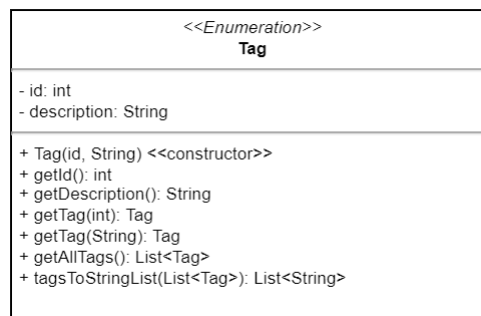 <<Enumeration>>
Tag
- id: int
- description: String
+ Tag(id, String) <<constructor>>
+ getId(): int
+ getDescription(): String
+ getTag(int): Tag
+ getTag(String): Tag
+ getAllTags(): List<Tag>
+ tagsToStringList(List<Tag>): List<String>